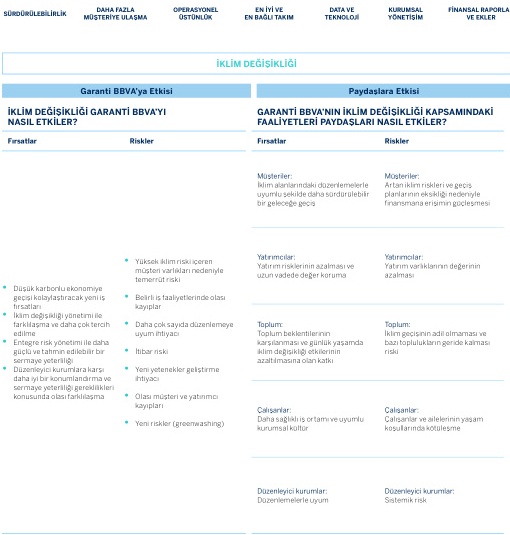 SÜRDÜRÜLEBİLİRLİK
DAHA FAZLA
MÜŞTERİYE ULAŞMA
OPERASYONEL
ÜSTÜNLÜK
EN İYİ VE
EN BAĞLI TAKIM
DATA VE
TEKNOLOJİ
KURUMSAL
YÖNETİŞİM
FİNANSAL RAPORLA
VE EKLER
İKLİM DEĞİŞİKLİĞİ
Garanti BBVA'ya Etkisi
İKLİM DEĞİŞİKLİĞİ GARANTİ BBVA'YI
NASIL ETKİLER?
Fırsatlar
Riskler
Düşük karbonlu ekonomiye
geçişi kolaylaştıracak yeni iş
fırsatları
İklim değişikliği yönetimi ile
farklılaşma ve daha çok tercih
edilme
Entegre risk yönetimi ile daha
güçlü ve tahmin edilebilir bir
sermaye yeterliliği
Düzenleyici kurumlara karşı
daha iyi bir konumlandırma ve
sermaye yeterliliği gereklilikleri
konusunda olası farklılaşma
Yüksek iklim riski içeren
müşteri varlıkları nedeniyle
temerrüt riski
Belirli iş faaliyetlerinde olası
kayıplar
Daha çok sayıda düzenlemeye
uyum ihtiyacı
İtibar riski
Yeni yetenekler geliştirme
ihtiyacı
Olası müşteri ve yatırımcı
kayıpları
Yeni riskler (greenwashing)
Paydaşlara Etkisi
GARANTİ BBVA'NIN İKLİM DEĞİŞİKLİĞİ KAPSAMINDAKİ
FAALİYETLERİ PAYDAŞLARI NASIL ETKİLER?
Fırsatlar
Riskler
Müşteriler:
İklim alanlarındaki düzenlemelerle
uyumlu şekilde daha sürdürülebilir
bir geleceğe geçiş
Müşteriler:
Artan iklim riskleri ve geçiş
planlarının eksikliği nedeniyle
finansmana erişimin güçleşmesi
Yatırımcılar:
Yatırım risklerinin azalması ve
uzun vadede değer koruma
Yatırımcılar:
Yatırım varlıklarının değerinin
azalması
Toplum:
Toplum beklentilerinin
karşılanması ve günlük yaşamda
iklim değişikliği etkilerinin
azaltılmasına olan katkı
Toplum:
İklim geçişinin adil olmaması ve
bazı toplulukların geride kalması
riski
Çalışanlar:
Daha sağlıklı iş ortamı ve uyumlu
kurumsal kültür
Çalışanlar:
Çalışanlar ve ailelerinin yaşam
koşullarında kötüleşme
Düzenleyici kurumlar:
Düzenlemelerle uyum
Düzenleyici kurumlar:
Sistemik risk